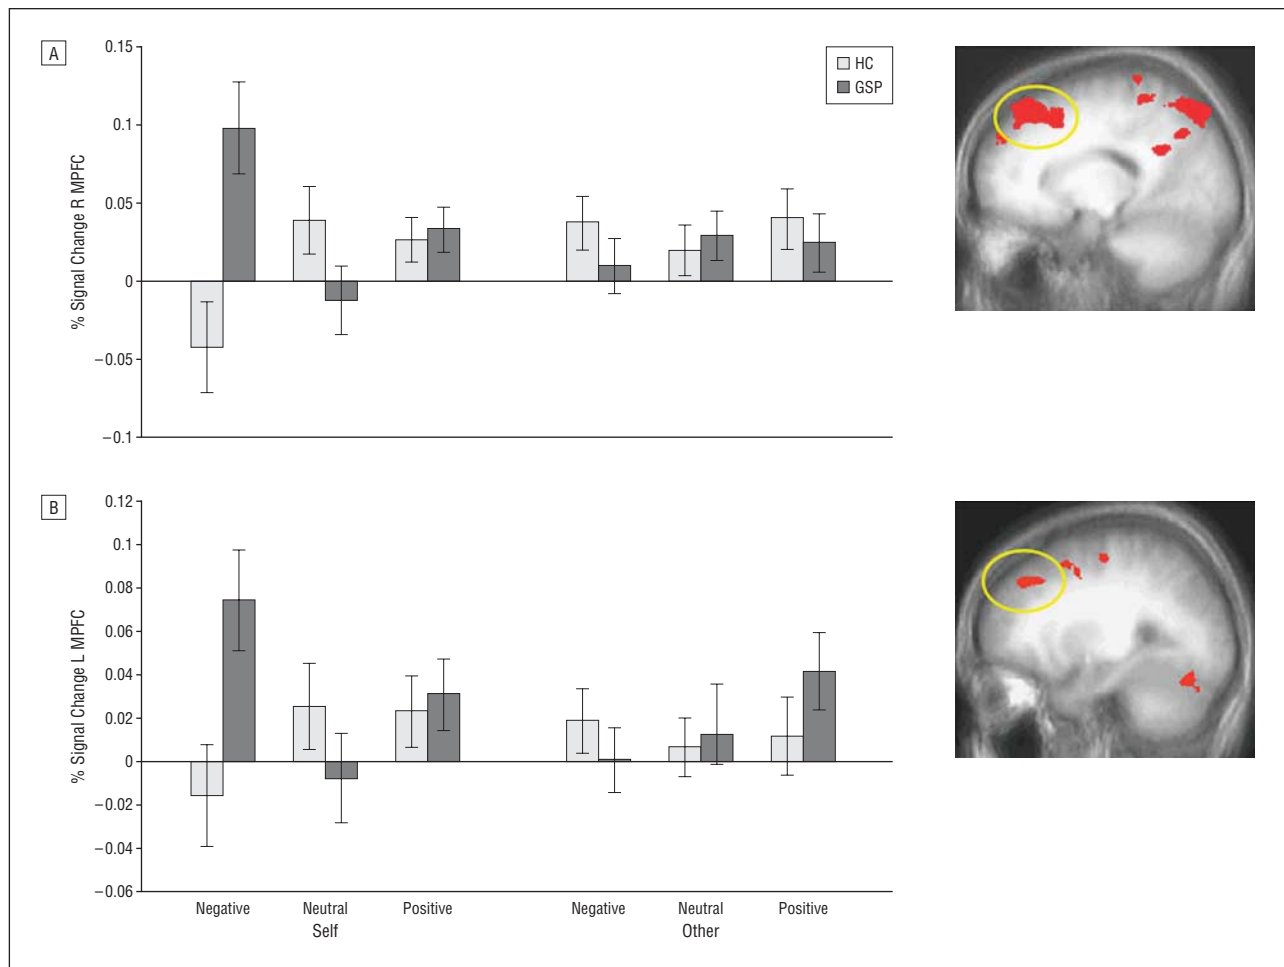 A
HC
GSP
% Signal Change R MPFC
0.15
0.1
0.05
0
−0.05
−0.1
B
% Signal Change L MPFC
0.12
0.1
0.08
0.06
0.04
0.02
0
−0.02
−0.04
−0.06
Negative Neutral Positive Negative Neutral Positive
Self Other